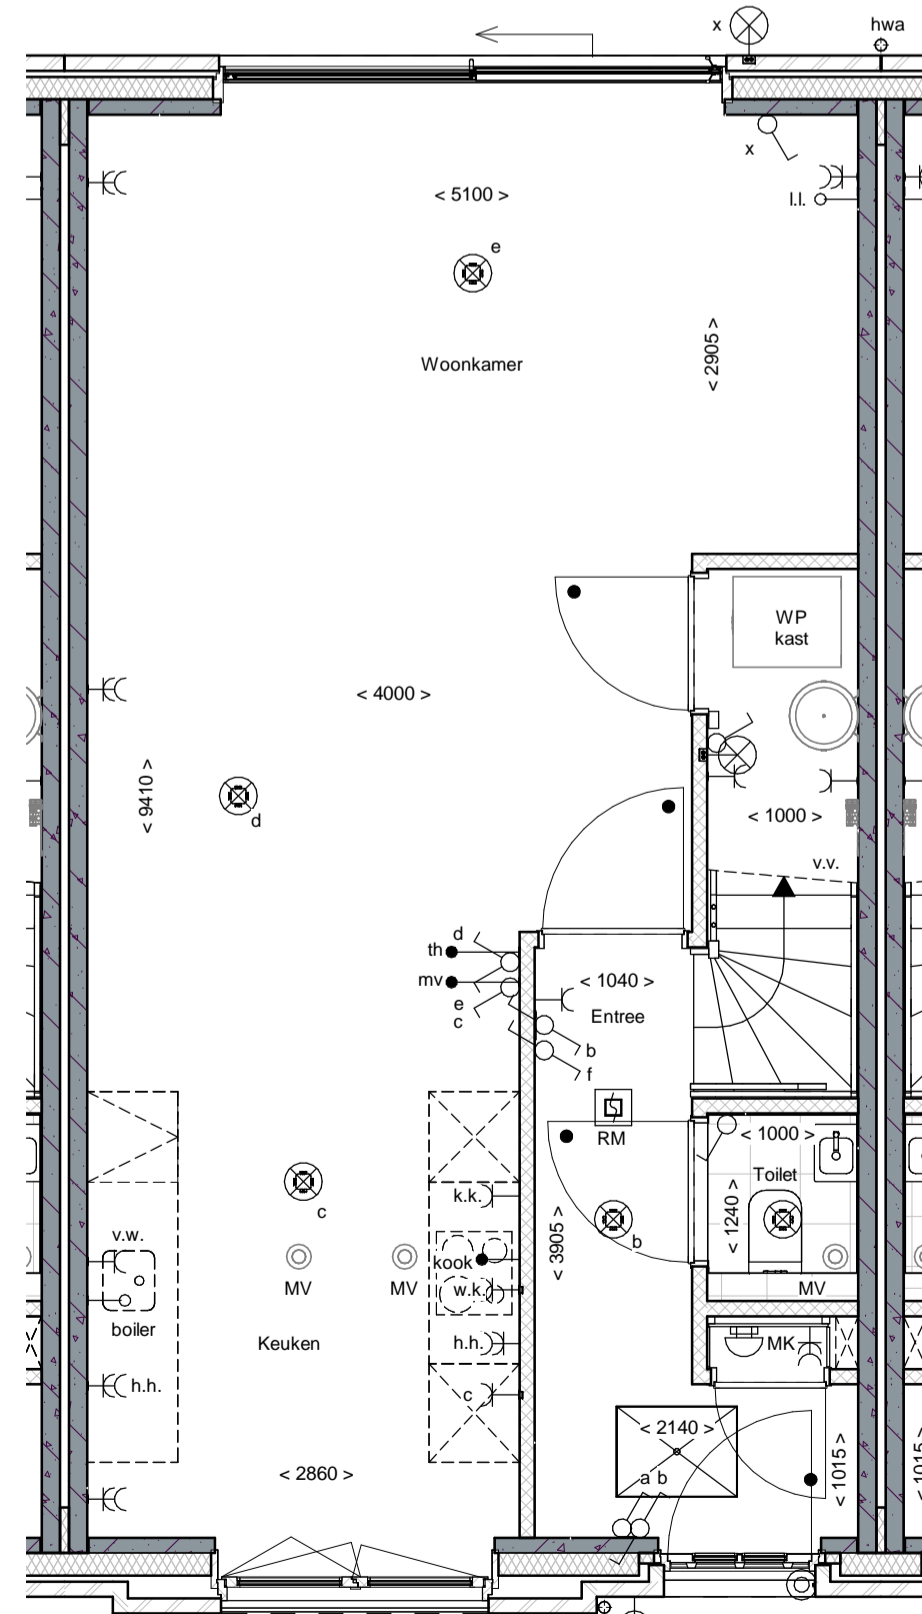 x
hwa
x
l.l.
< 5100 >
e
< 2905 >
Woonkamer
WP
kast
< 4000 >
< 9410 >
d
< 1000 >
v.v.
d
th
mv
e
c
< 1040 >
Entree
b
f
RM
< 1000 >
Toilet
< 1240 >
k.k.
c
b
< 3905 >
v.w.
kook
MV
MV
w.k.
MV
boiler
Keuken
h.h.
MK
h.h.
c
< 2140 >
< 2860 >
a b
< 1015 >
< 1015 >